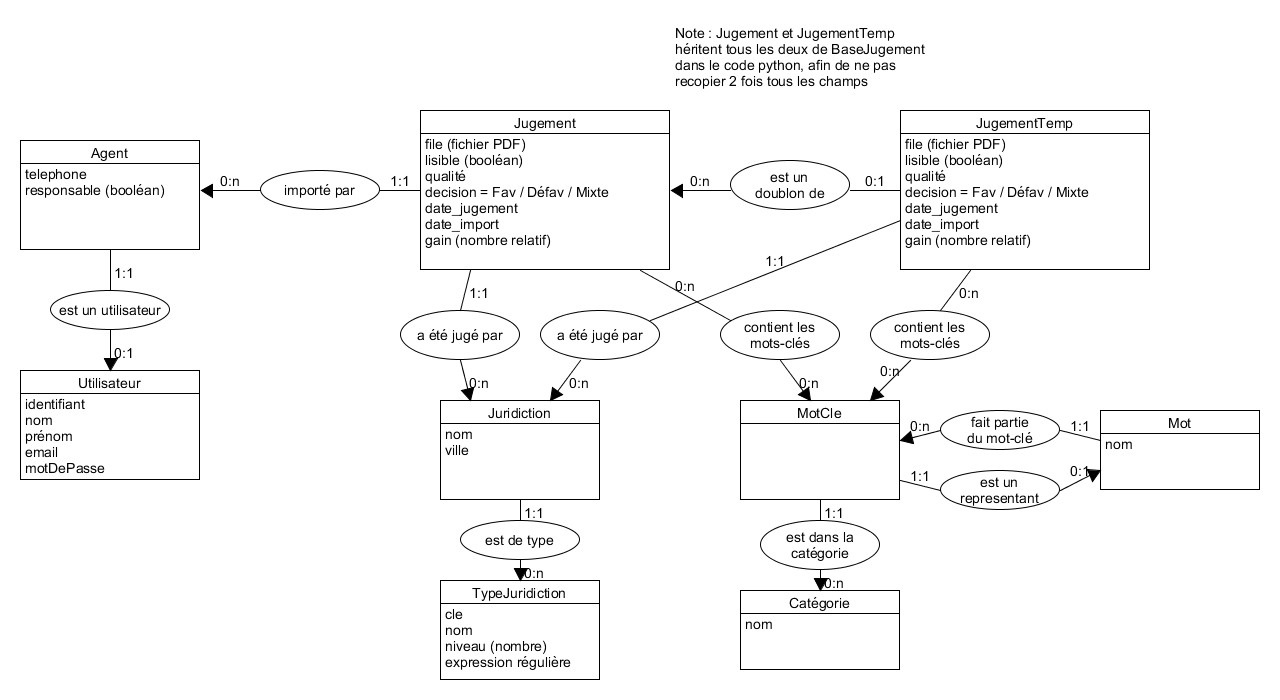 Note : Jugement et JugementTemp
héritent tous les deux de BaseJugement
dans le code python, afin de ne pas
recopier 2 fois tous les champs
Agent
telephone
responsable (booléan)
0:n
importé par
1:1
Jugement
file (fichier PDF)
lisible (booléan)
qualité
decision = Fav / Défav / Mixte
date_jugement
date_import
gain (nombre relatif)
0:n
est un
doublon de
0:1
JugementTemp
file (fichier PDF)
lisible (booléan)
qualité
decision = Fav / Défav / Mixte
date_jugement
date_import
gain (nombre relatif)
1:1
est un utilisateur
0:1
Utilisateur
identifiant
nom
prénom
email
motDePasse
1:1
a été jugé par
0:n
1:1
a été jugé par
0:n
0:n
contient les
mots-clés
0:n
0:n
contient les
mots-clés
0:n
Juridiction
nom
ville
1:1
est de type
0:n
TypeJuridiction
cle
nom
niveau (nombre)
expression régulière
MotCle
0:n
fait partie
du mot-clé
1:1
1:1
est un
representant
0:1
Mot
nom
1:1
est dans la
catégorie
0:n
Catégorie
nom